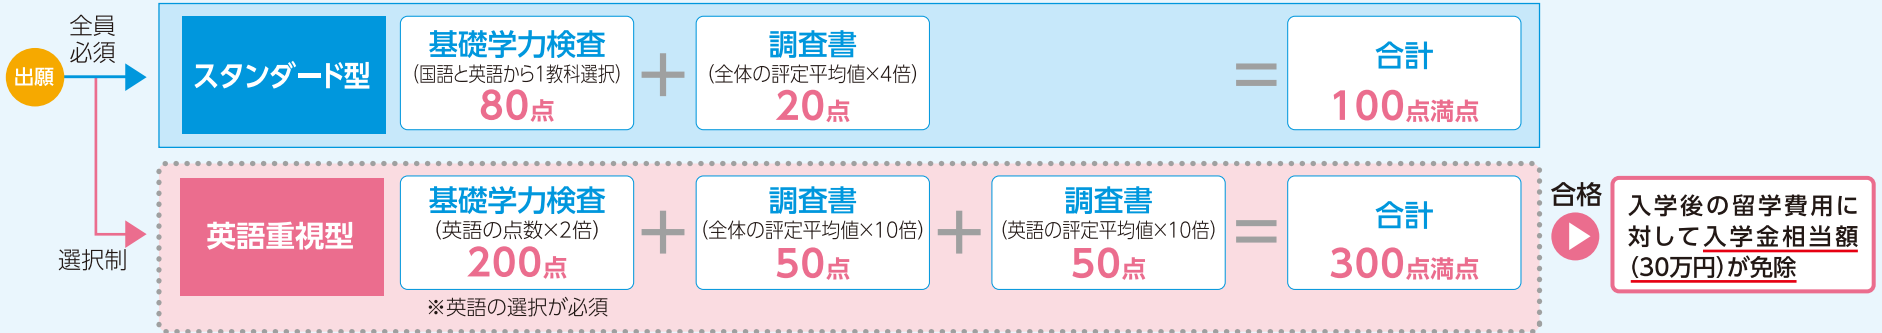 出願
全員
必須
選択制
スタンダード型
基礎学力検査
(国語と英語から1教科選択)
80点
+
調査書
(全体の評定平均値×4倍)
20点
=
合計
100点満点
英語重視型
基礎学力検査
(英語の点数×2倍)
200点
※英語の選択が必須
+
調査書
(全体の評定平均値×10倍)
50点
+
調査書
(英語の評定平均値×10倍)
50点
=
合計
300点満点
合格
入学後の留学費用に
対して入学金相当額
(30万円)が免除